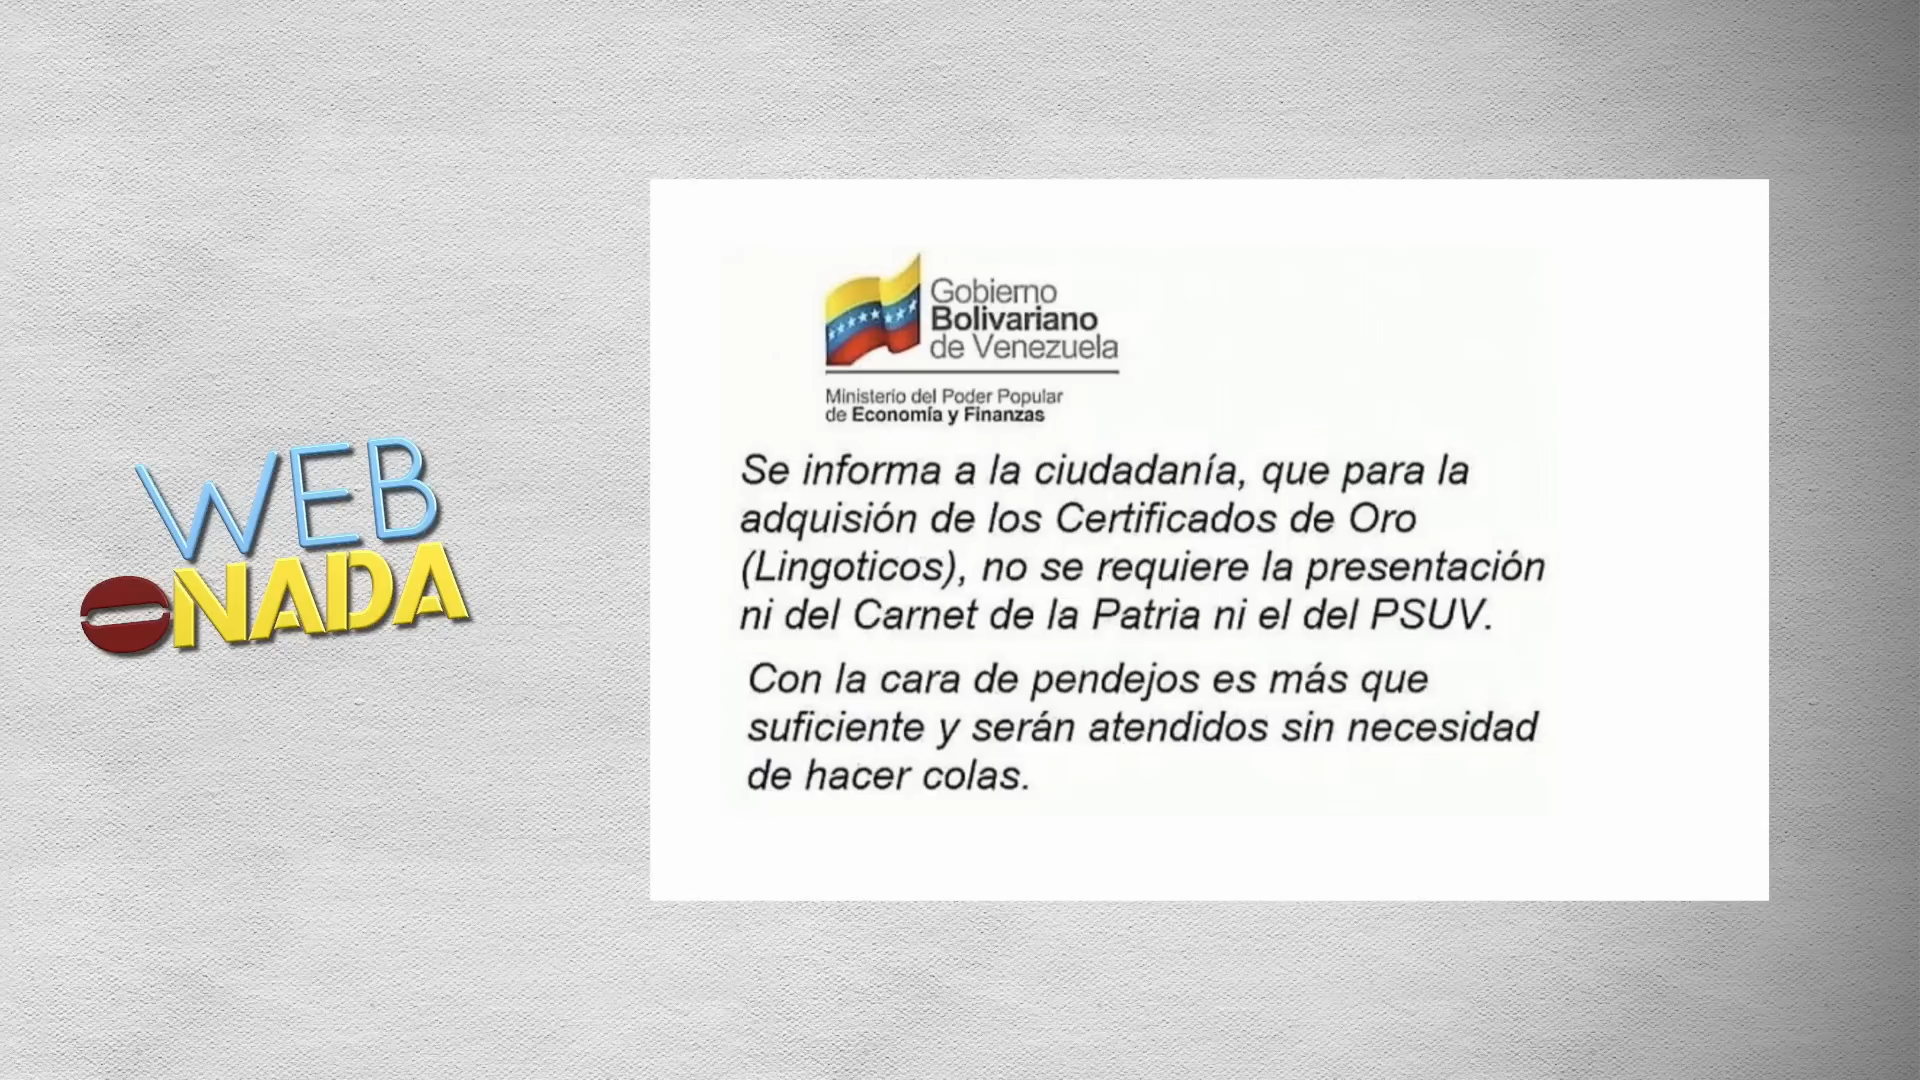 WEB
ONADA
Gobierno
Bolivariano
de Venezuela
Ministerio del Poder Popular
de Economía y Finanzas
Se informa a la ciudadanía, que para la
adquisión de los Certificados de Oro
(Lingoticos), no se requiere la presentación
ni del Carnet de la Patria ni el del PSUV.
Con la cara de pendejos es más que
suficiente y serán atendidos sin necesidad
de hacer colas.